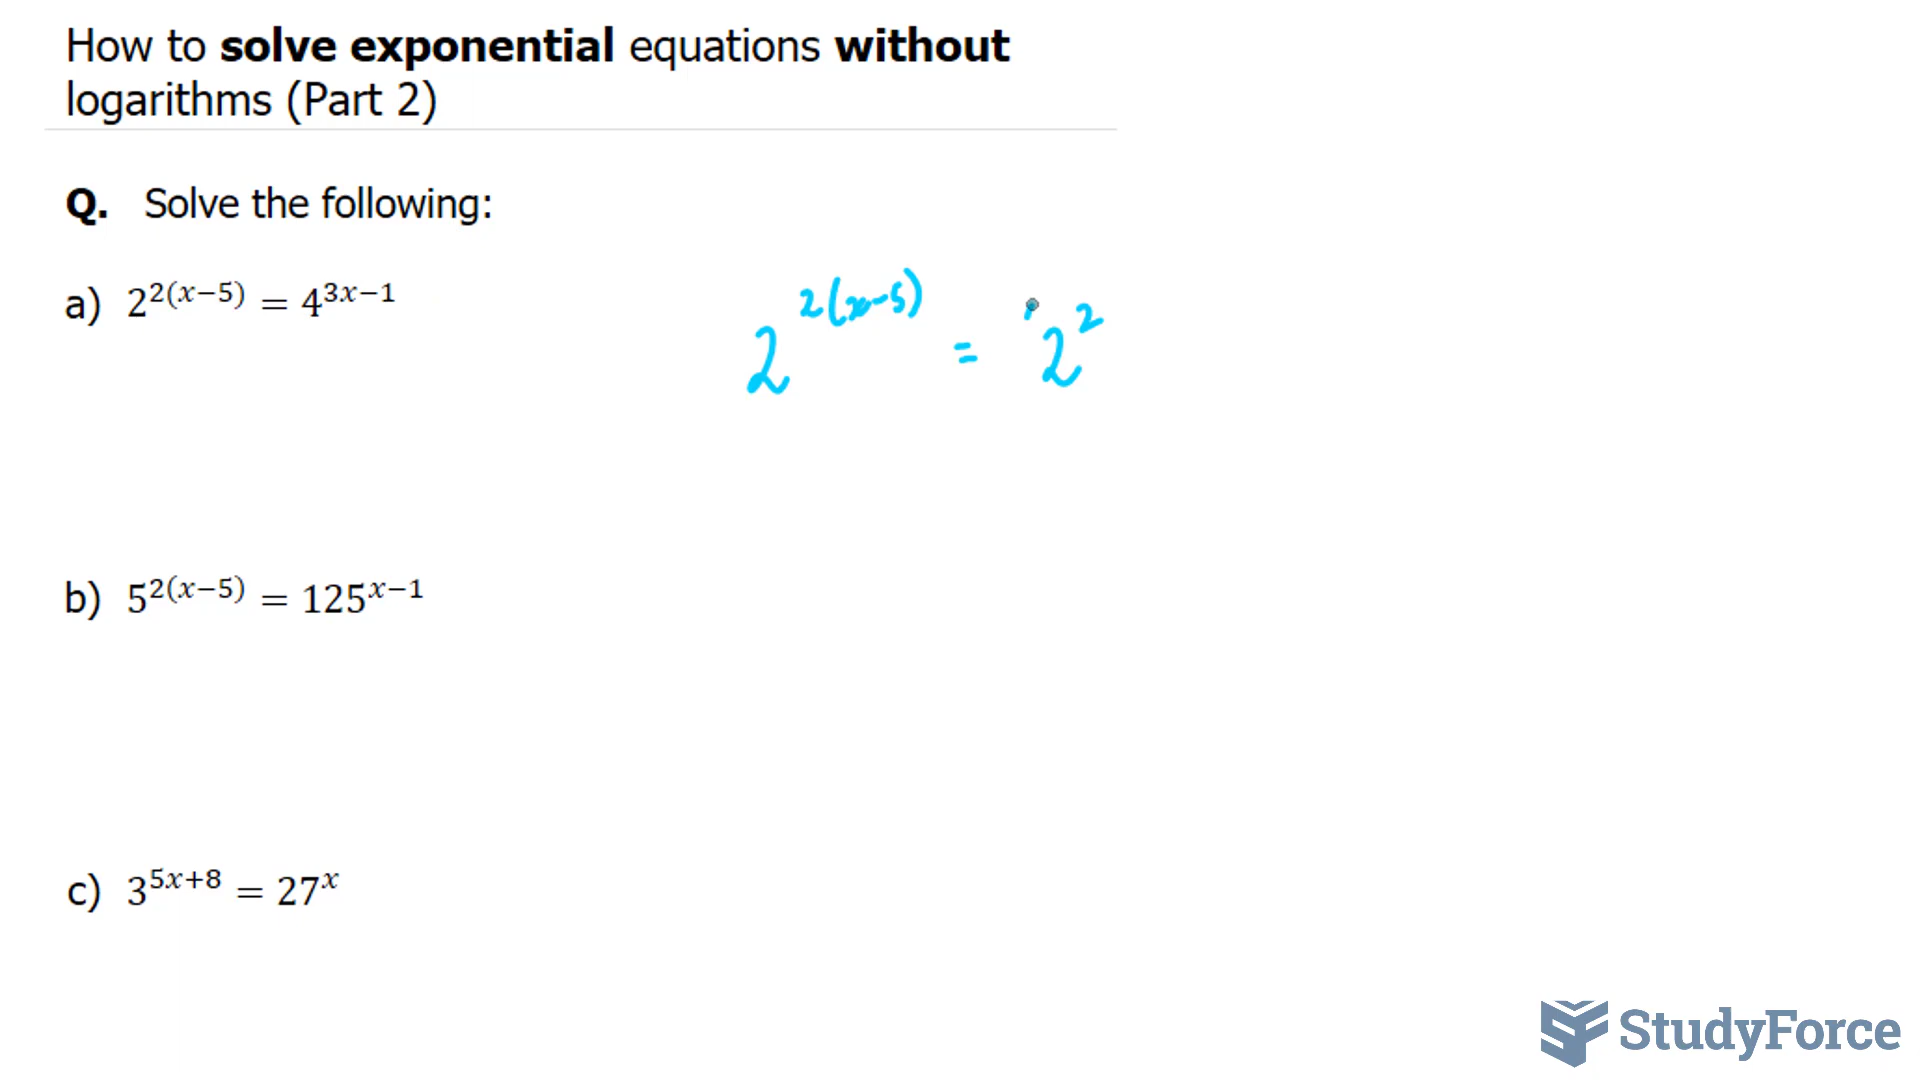 How to solve exponential equations without
logarithms (Part 2)
Q. Solve the following:
a) 2^{2(x−5)} = 4^{3x−1}
2^{2(x−5)} = 2^2
b) 5^{2(x−5)} = 125^{x−1}
c) 3^{5x+8} = 27^x
StudyForce